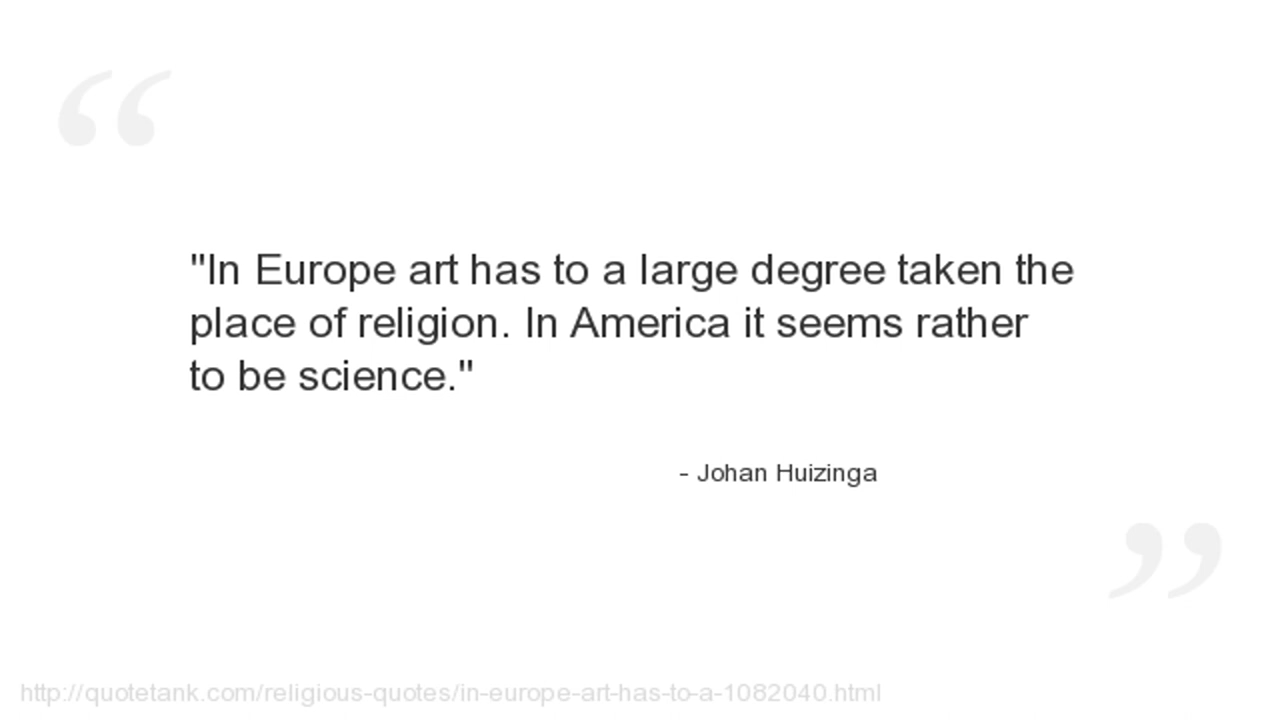 "In Europe art has to a large degree taken the
place of religion. In America it seems rather
to be science."
- Johan Huizinga
http://quotetank.com/religious-quotes/in-europe-art-has-to-a-1082040.html